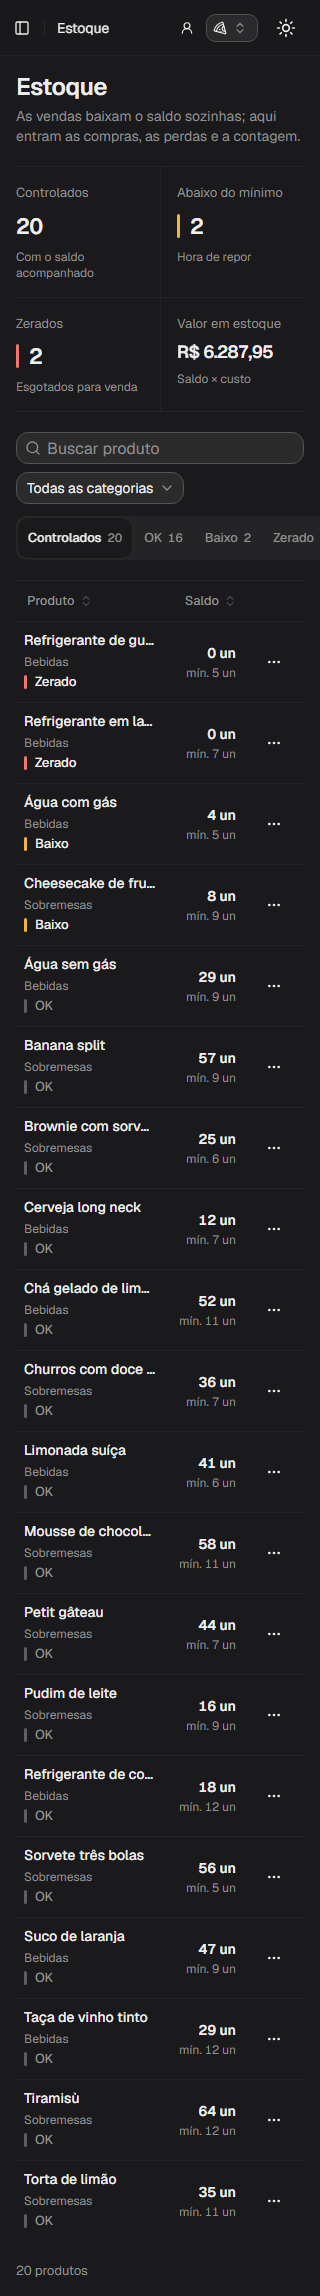 Estoque
Estoque
As vendas baixam o saldo sozinhas; aqui
entram as compras, as perdas e a contagem.
Controlados
20
Com o saldo
acompanhado
Abaixo do mínimo
2
Hora de repor
Zerados
2
Esgotados para venda
Valor em estoque
R$ 6.287,95
Saldo × custo
Buscar produto
Todas as categorias
Controlados 20 OK 16 Baixo 2 Zerado
Produto Saldo
Refrigerante de gu...
Bebidas
Zerado
0 un
mín. 5 un
Refrigerante em la...
Bebidas
Zerado
0 un
mín. 7 un
Água com gás
Bebidas
Baixo
4 un
mín. 5 un
Cheesecake de fru...
Sobremesas
Baixo
8 un
mín. 9 un
Água sem gás
Bebidas
OK
29 un
mín. 9 un
Banana split
Sobremesas
OK
57 un
mín. 9 un
Brownie com sorv...
Sobremesas
OK
25 un
mín. 6 un
Cerveja long neck
Bebidas
OK
12 un
mín. 7 un
Chá gelado de lim...
Bebidas
OK
52 un
mín. 11 un
Churros com doce ...
Sobremesas
OK
36 un
mín. 7 un
Limonada suíça
Bebidas
OK
41 un
mín. 6 un
Mousse de chocol...
Sobremesas
OK
58 un
mín. 11 un
Petit gâteau
Sobremesas
OK
44 un
mín. 7 un
Pudim de leite
Sobremesas
OK
16 un
mín. 9 un
Refrigerante de co...
Bebidas
OK
18 un
mín. 12 un
Sorvete três bolas
Sobremesas
OK
56 un
mín. 5 un
Suco de laranja
Bebidas
OK
47 un
mín. 9 un
Taça de vinho tinto
Bebidas
OK
29 un
mín. 12 un
Tiramisù
Sobremesas
OK
64 un
mín. 12 un
Torta de limão
Sobremesas
OK
35 un
mín. 11 un
20 produtos